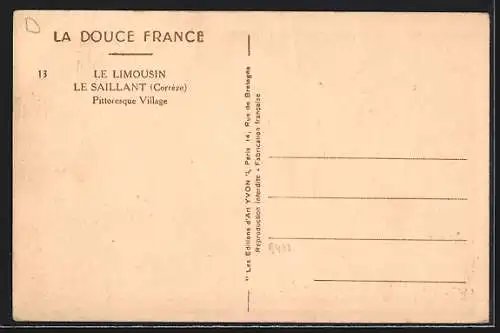 D
LA DOUCE FRANCE
13 LE LIMOUSIN
LE SAILLANT (Corrèze)
Pittoresque Village
" Les Editions d'Art YVON ", Paris 14, Rue de Bretagne
Reproduction interdite - Fabrication française